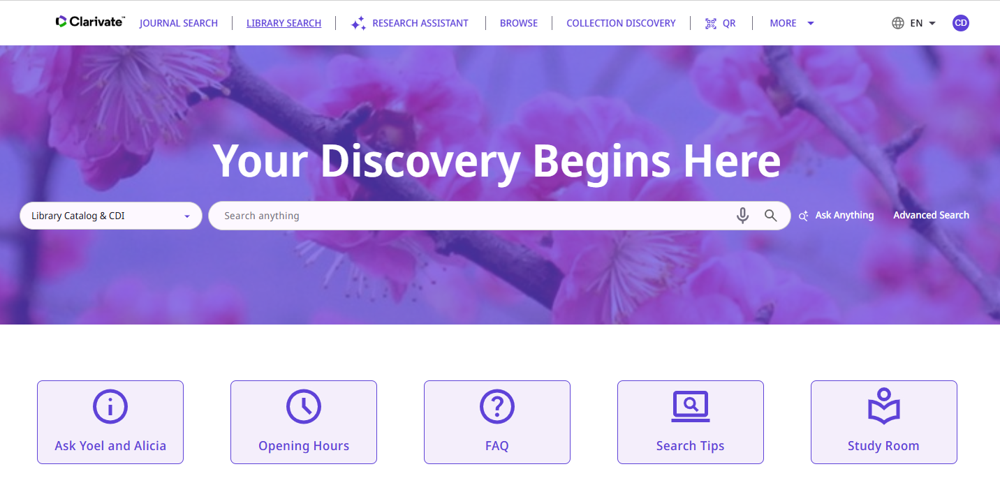 Clarivate™ JOURNAL SEARCH LIBRARY SEARCH RESEARCH ASSISTANT BROWSE COLLECTION DISCOVERY QR MORE EN CD
Your Discovery Begins Here
Library Catalog & CDI Search anything Ask Anything Advanced Search
Ask Yoel and Alicia Opening Hours FAQ Search Tips Study Room